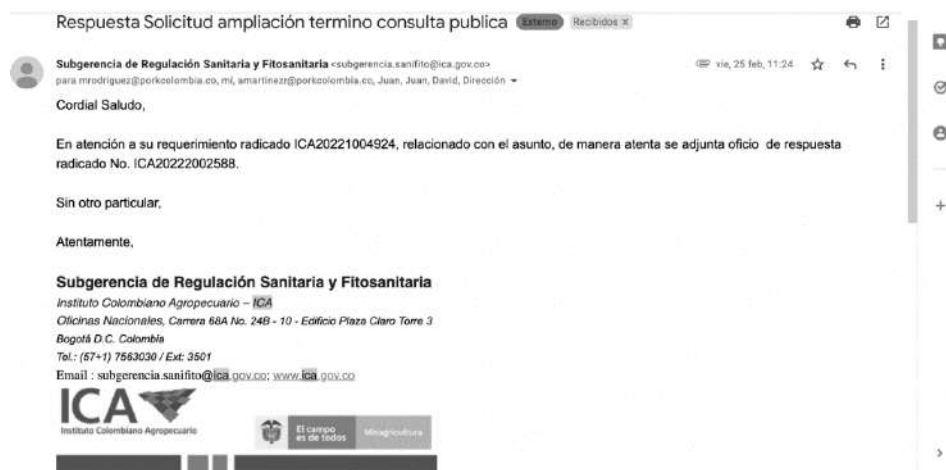 Respuesta Solicitud ampliación termino consulta publica Externo Recibidos x
Subgerencia de Regulación Sanitaria y Fitosanitaria <subgerencia.sanifito@ica.gov.co> vie, 25 feb, 11:24
para mrodriguez@porkcolombia.co, mí, amartinezr@porkcolombia.co, Juan, Juan, David, Dirección
Cordial Saludo,
En atención a su requerimiento radicado ICA20221004924, relacionado con el asunto, de manera atenta se adjunta oficio de respuesta
radicado No. ICA20222002588.
Sin otro particular,
Atentamente,
Subgerencia de Regulación Sanitaria y Fitosanitaria
Instituto Colombiano Agropecuario – ICA
Oficinas Nacionales, Carrera 68A No. 24B - 10 - Edificio Plaza Claro Torre 3
Bogotá D.C. Colombia
Tel.: (57+1) 7563030 / Ext: 3501
Email : subgerencia.sanifito@ica.gov.co; www.ica.gov.co
ICA
Instituto Colombiano Agropecuario
El campo
es de todos
Minagricultura